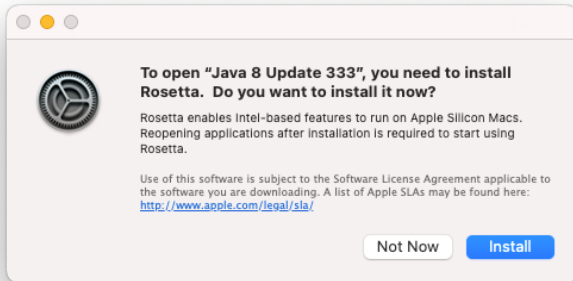 To open “Java 8 Update 333”, you need to install
Rosetta.  Do you want to install it now?
Rosetta enables Intel-based features to run on Apple Silicon Macs.
Reopening applications after installation is required to start using
Rosetta.
Use of this software is subject to the Software License Agreement applicable to
the software you are downloading. A list of Apple SLAs may be found here:
http://www.apple.com/legal/sla/
Not Now
Install